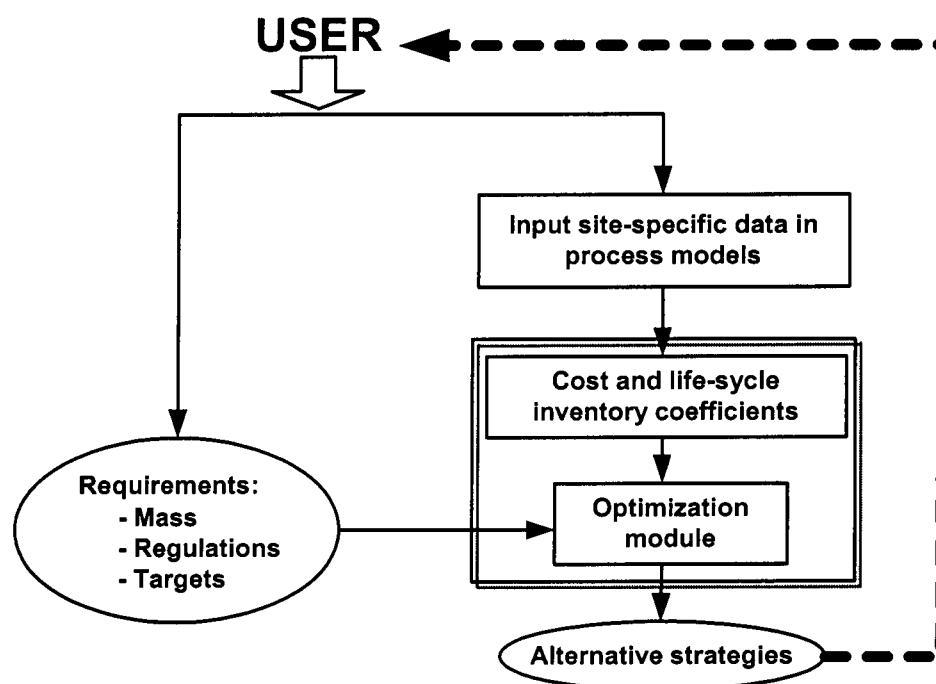 USER
Input site-specific data in
process models
Cost and life-sycle
inventory coefficients
Requirements:
- Mass
- Regulations
- Targets
Optimization
module
Alternative strategies